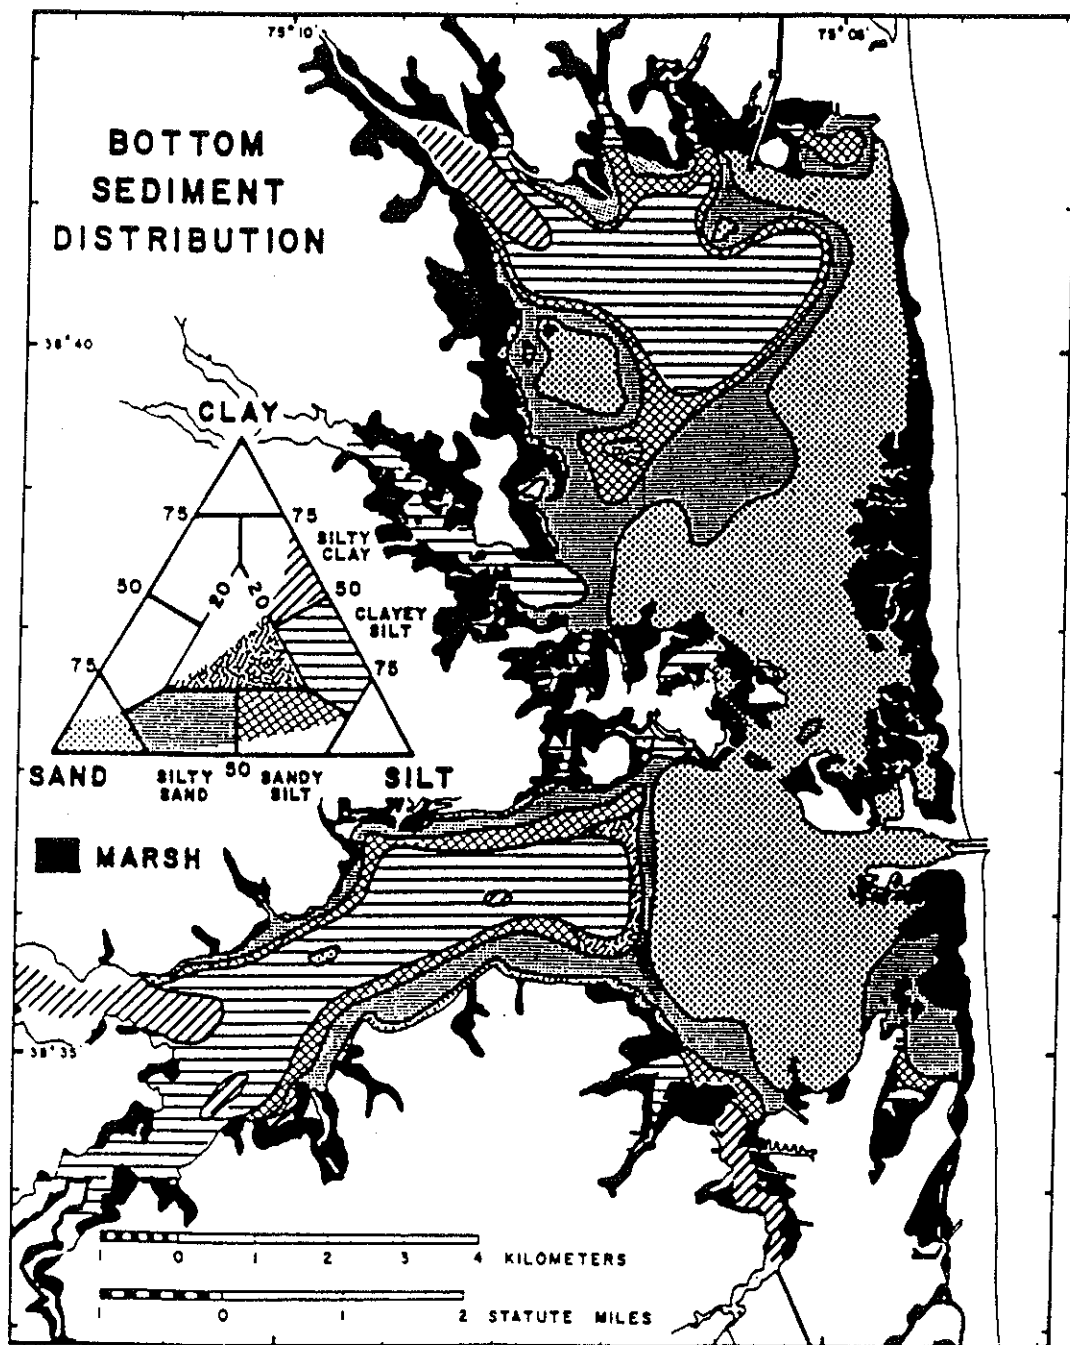 75° 10'
75° 05'
BOTTOM
SEDIMENT
DISTRIBUTION
38° 40'
CLAY
75
75
SILTY
CLAY
50
20
20
50
CLAYEY
SILT
75
75
SAND
SILTY
SAND
50
SANDY
SILT
SILT
MARSH
38° 35'
1 0 1 2 3 4 KILOMETERS
1 0 1 2 STATUTE MILES